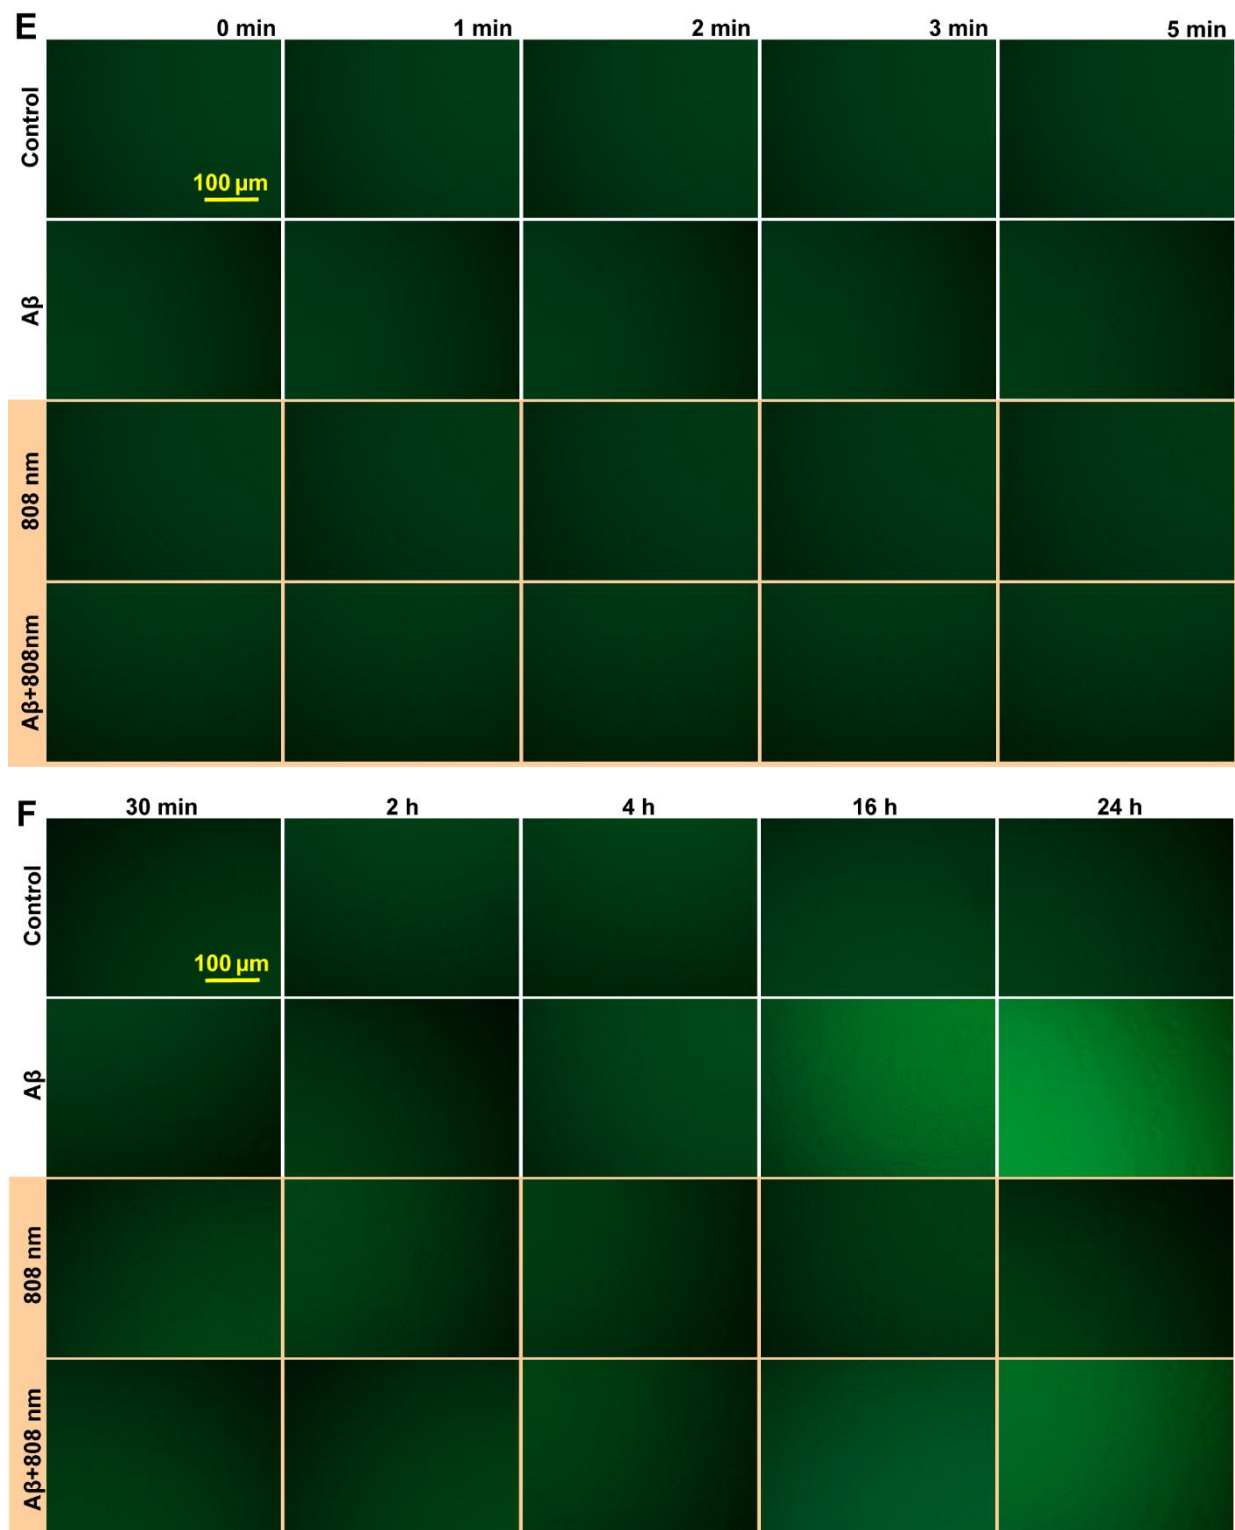 E
0 min 1 min 2 min 3 min 5 min
Control
100 µm
Aβ
808 nm
Aβ+808nm
F
30 min 2 h 4 h 16 h 24 h
Control
100 µm
Aβ
808 nm
Aβ+808 nm